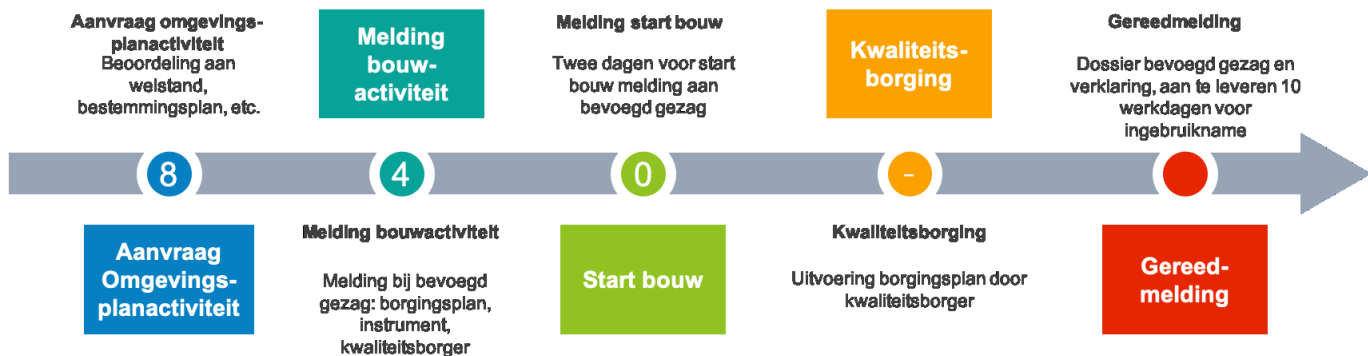 Aanvraag omgevings-
planactiviteit
Beoordeling aan
welstand,
bestemmingsplan, etc.
Melding
bouw-
activiteit
Melding start bouw
Twee dagen voor start
bouw melding aan
bevoegd gezag
Kwaliteits-
borging
Gereedmelding
Dossier bevoegd gezag en
verklaring, aan te leveren 10
werkdagen voor
ingebruikname
8
4
0
-
Aanvraag
Omgevings-
planactiviteit
Melding bouwactiviteit
Melding bij bevoegd
gezag: borgingsplan,
instrument,
kwaliteitsborger
Start bouw
Kwaliteitsborging
Uitvoering borgingsplan door
kwaliteitsborger
Gereed-
melding